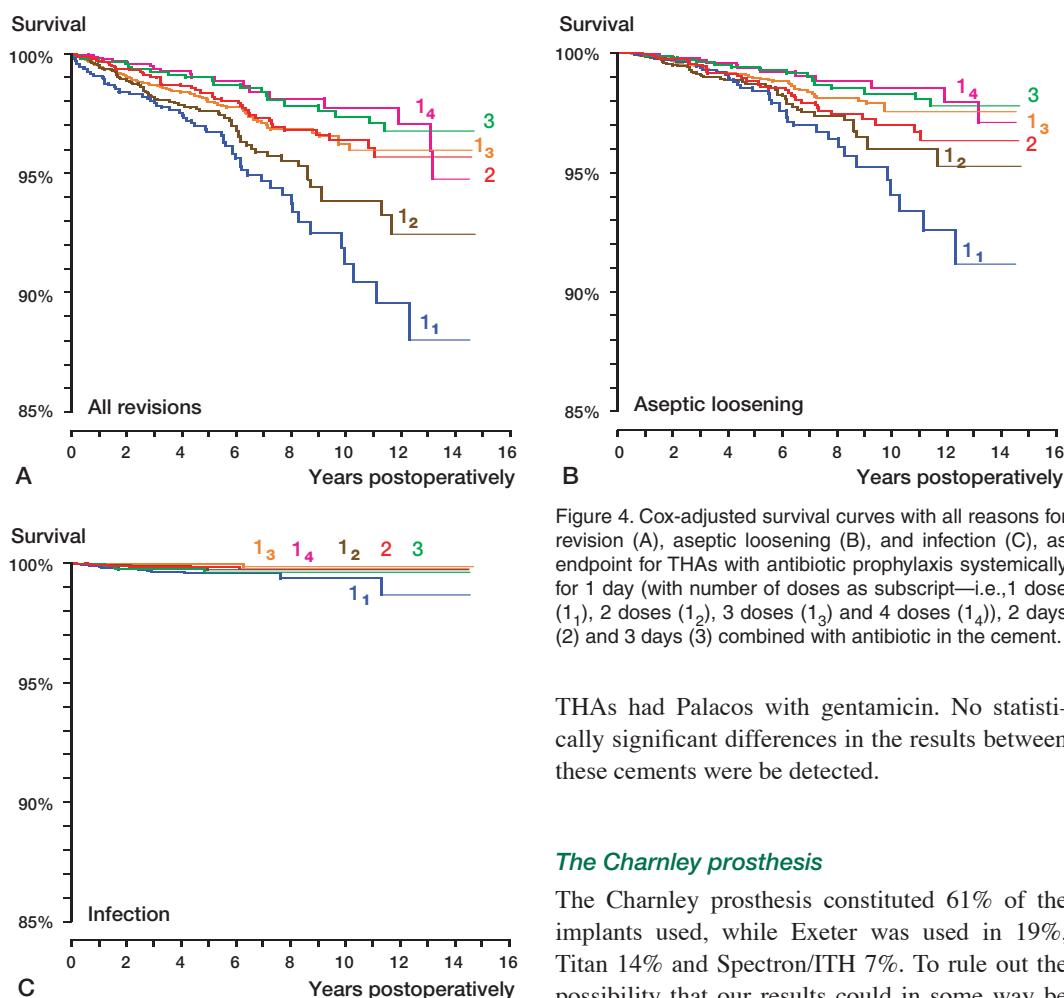 Survival
100%
95%
90%
85%
All revisions
0 2 4 6 8 10 12 14 16
A Years postoperatively
1₄
3
1₃
2
1₂
1₁
Survival
100%
95%
90%
85%
Aseptic loosening
0 2 4 6 8 10 12 14 16
B Years postoperatively
1₄
3
1₃
2
1₂
1₁
Survival
1₃ 1₄ 1₂ 2 3
100%
1₁
95%
90%
85%
Infection
0 2 4 6 8 10 12 14 16
C Years postoperatively
Figure 4. Cox-adjusted survival curves with all reasons for
revision (A), aseptic loosening (B), and infection (C), as
endpoint for THAs with antibiotic prophylaxis systemically
for 1 day (with number of doses as subscript—i.e.,1 dose
(1₁), 2 doses (1₂), 3 doses (1₃) and 4 doses (1₄)), 2 days
(2) and 3 days (3) combined with antibiotic in the cement.
THAs had Palacos with gentamicin. No statisti-
cally significant differences in the results between
these cements were be detected.
The Charnley prosthesis
The Charnley prosthesis constituted 61% of the
implants used, while Exeter was used in 19%,
Titan 14% and Spectron/ITH 7%. To rule out the
possibility that our results could in some way be